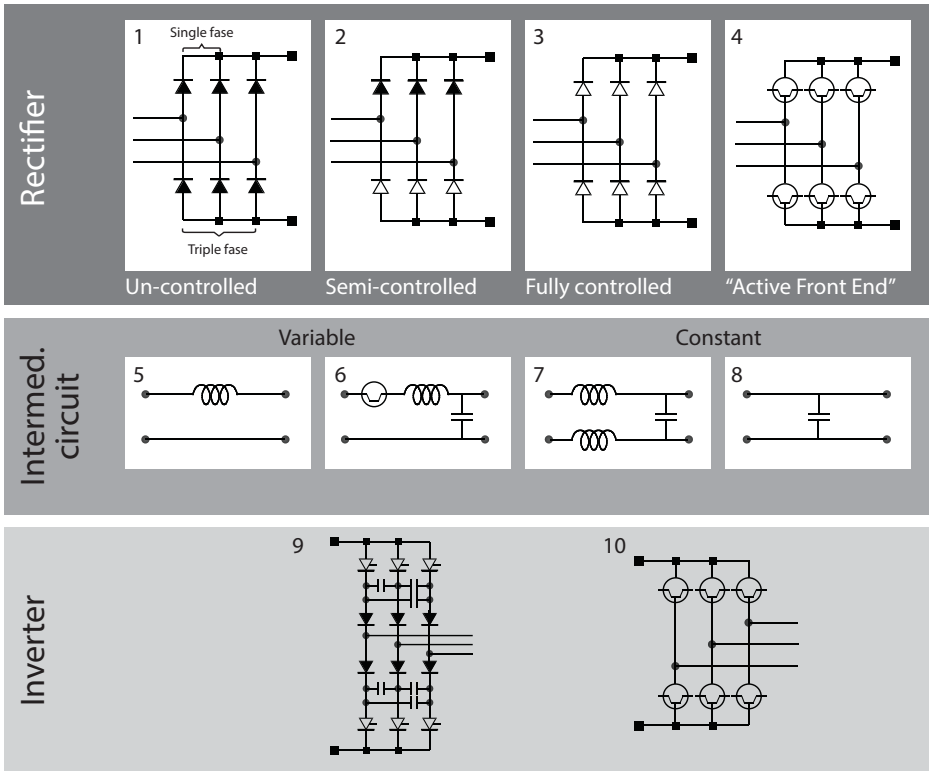 Rectifier
1
Single fase
Triple fase
Un-controlled
2
Semi-controlled
3
Fully controlled
4
“Active Front End”
Intermed.
circuit
Variable
Constant
5
6
7
8
Inverter
9
10